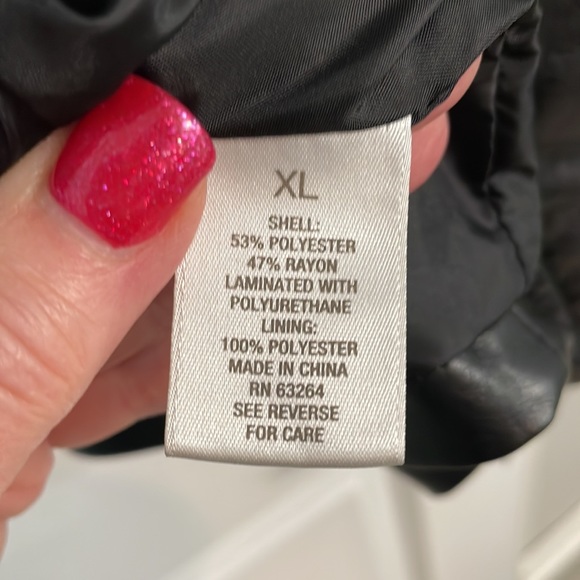 XL
SHELL:
53% POLYESTER
47% RAYON
LAMINATED WITH
POLYURETHANE
LINING:
100% POLYESTER
MADE IN CHINA
RN 63264
SEE REVERSE
FOR CARE